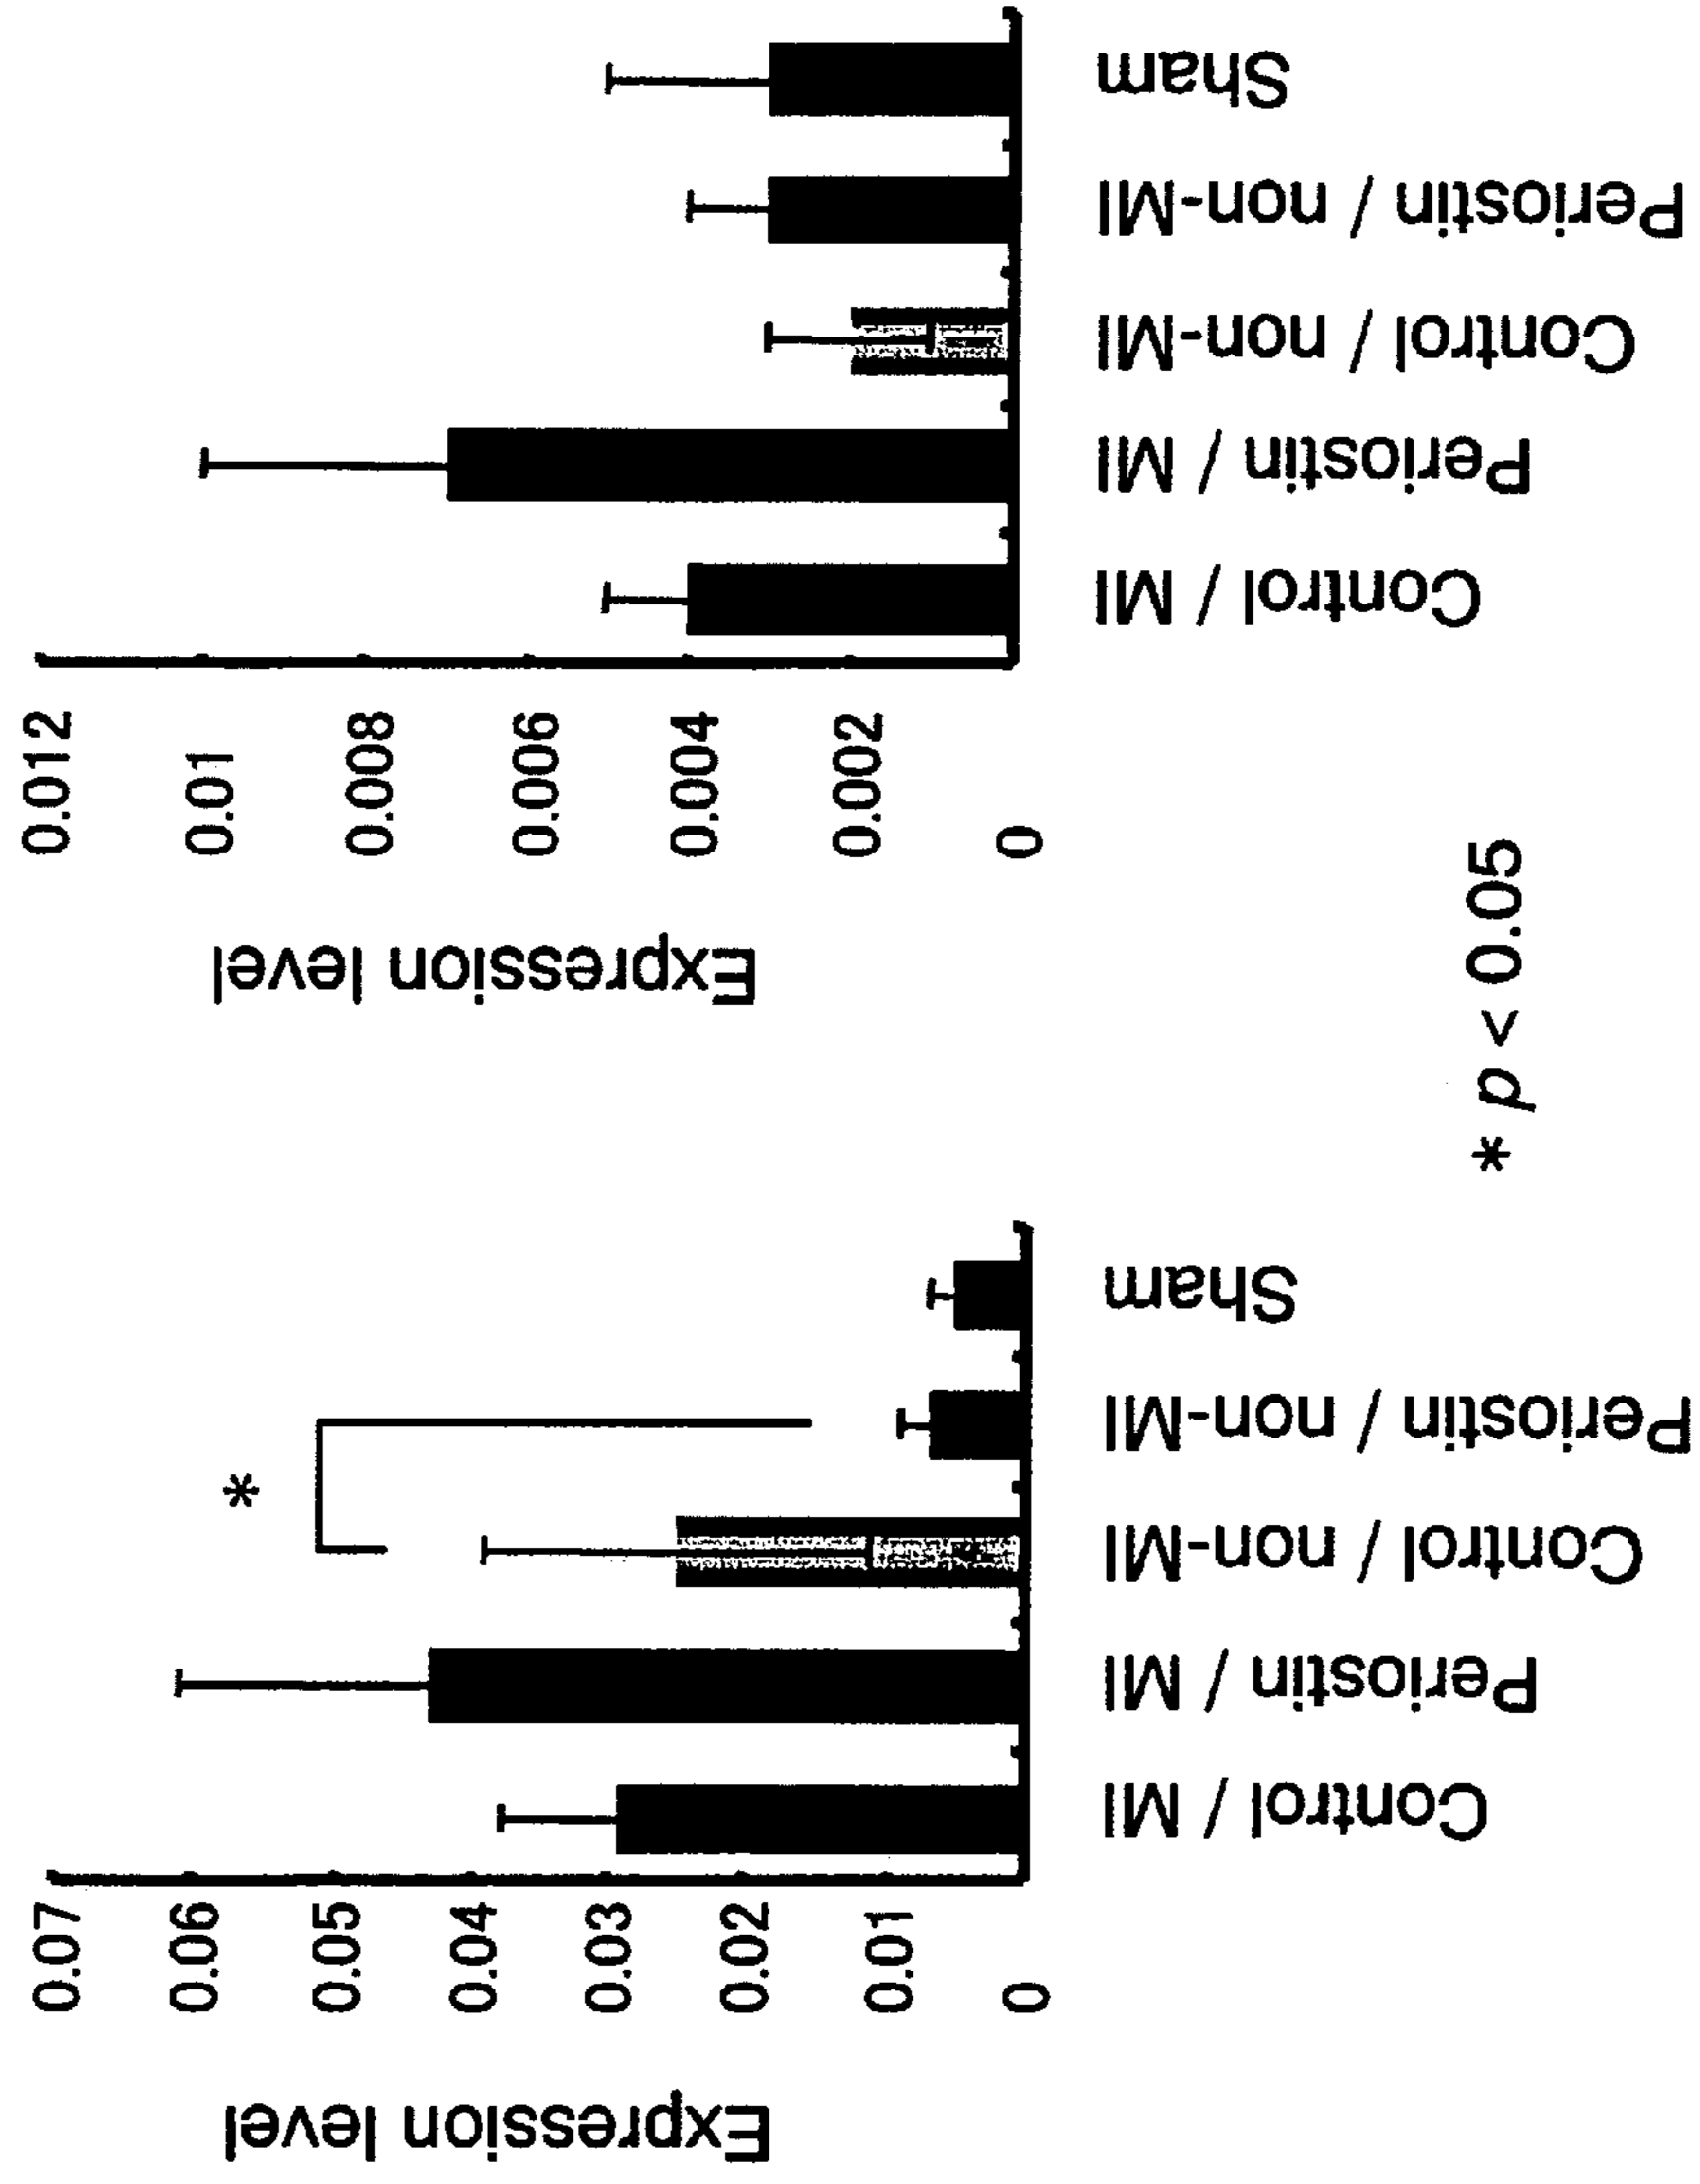 Expression level
0.07
0.06
0.05
0.04
0.03
0.02
0.01
0
*
Control / MI
Periostin / MI
Control / non-MI
Periostin / non-MI
Sham
Expression level
0.012
0.01
0.008
0.006
0.004
0.002
0
Control / MI
Periostin / MI
Control / non-MI
Periostin / non-MI
Sham
* p < 0.05